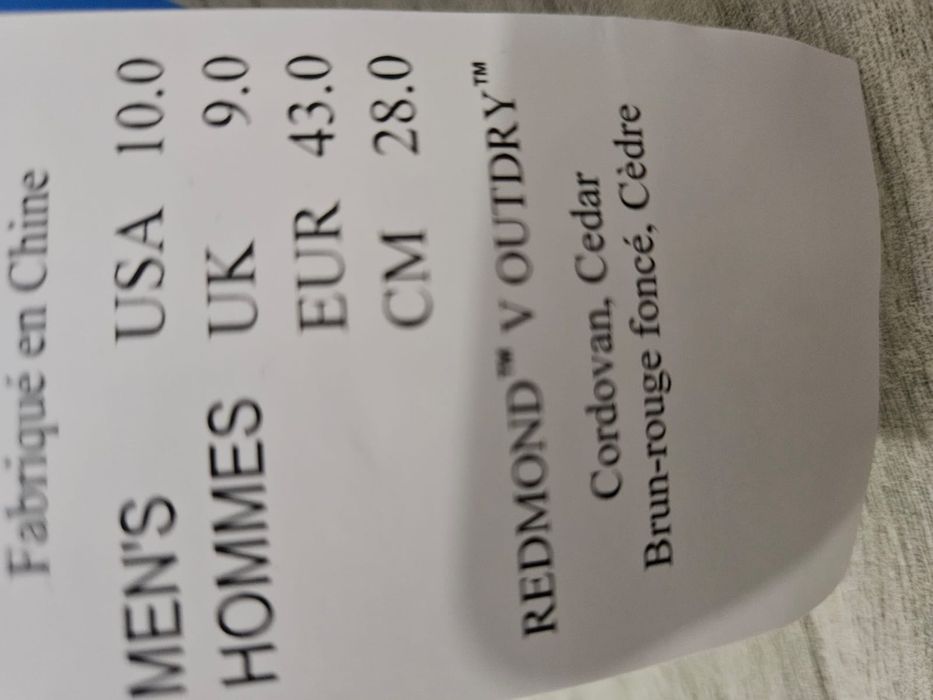 Fabriqué en Chine
MEN'S USA 10.0
HOMMES UK 9.0
EUR 43.0
CM 28.0
REDMOND™ V OUTDRY™
Cordovan, Cedar
Brun-rouge foncé, Cèdre